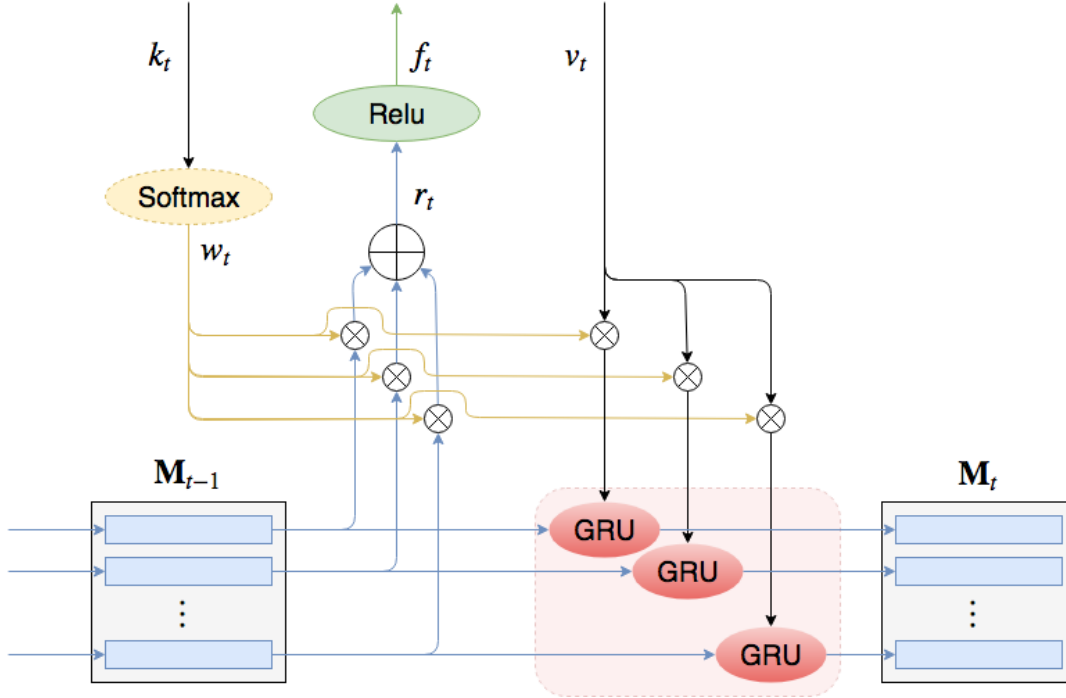 k_t
f_t
v_t
Relu
Softmax
r_t
w_t
M_{t−1}
M_t
GRU
GRU
⋮
⋮
GRU